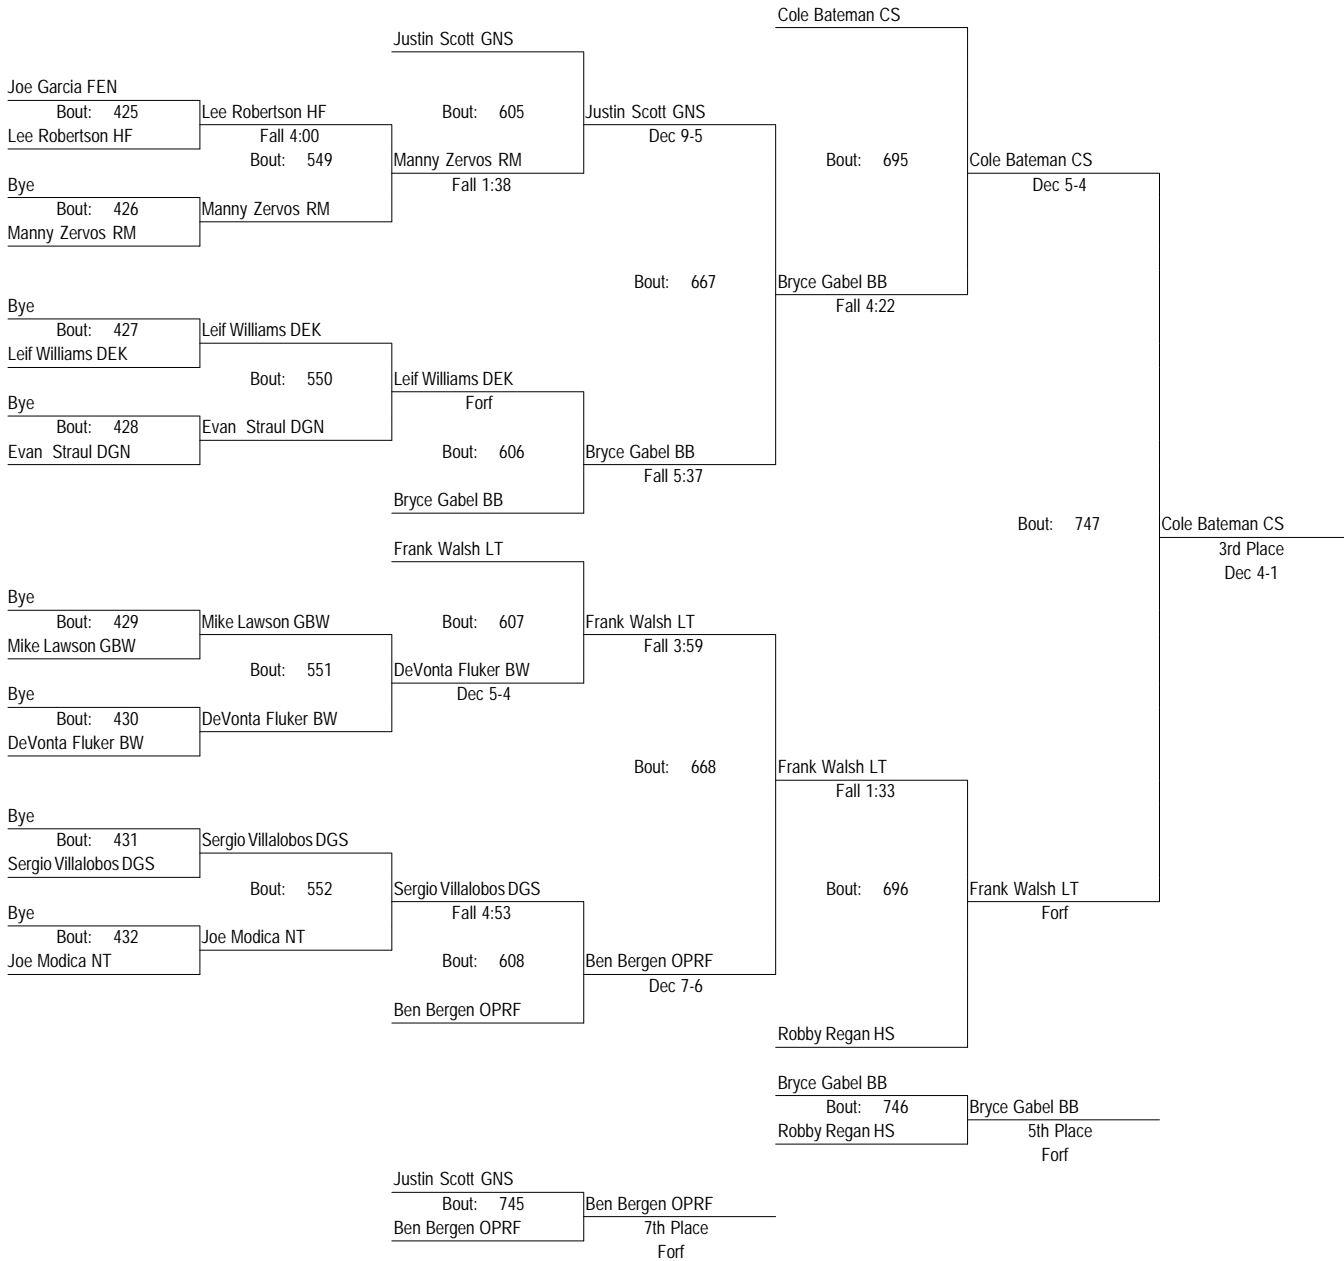 Cole Bateman CS
Justin Scott GNS
Joe Garcia FEN
Bout: 425
Lee Robertson HF
Bout: 605
Justin Scott GNS
Lee Robertson HF
Fall 4:00
Dec 9-5
Bout: 549
Manny Zervos RM
Bout: 695
Cole Bateman CS
Bye
Fall 1:38
Dec 5-4
Bout: 426
Manny Zervos RM
Manny Zervos RM
Bout: 667
Bryce Gabel BB
Bye
Fall 4:22
Bout: 427
Leif Williams DEK
Leif Williams DEK
Bout: 550
Leif Williams DEK
Bye
Forf
Bout: 428
Evan Straul DGN
Evan Straul DGN
Bout: 606
Bryce Gabel BB
Fall 5:37
Bryce Gabel BB
Bout: 747
Cole Bateman CS
Frank Walsh LT
3rd Place
Dec 4-1
Bye
Bout: 429
Mike Lawson GBW
Bout: 607
Frank Walsh LT
Mike Lawson GBW
Fall 3:59
Bout: 551
DeVonta Fluker BW
Bye
Dec 5-4
Bout: 430
DeVonta Fluker BW
DeVonta Fluker BW
Bout: 668
Frank Walsh LT
Fall 1:33
Bye
Bout: 431
Sergio Villalobos DGS
Sergio Villalobos DGS
Bout: 552
Sergio Villalobos DGS
Bout: 696
Frank Walsh LT
Bye
Fall 4:53
Forf
Bout: 432
Joe Modica NT
Joe Modica NT
Bout: 608
Ben Bergen OPRF
Dec 7-6
Ben Bergen OPRF
Robby Regan HS
Bryce Gabel BB
Bout: 746
Bryce Gabel BB
Robby Regan HS
5th Place
Forf
Justin Scott GNS
Bout: 745
Ben Bergen OPRF
Ben Bergen OPRF
7th Place
Forf